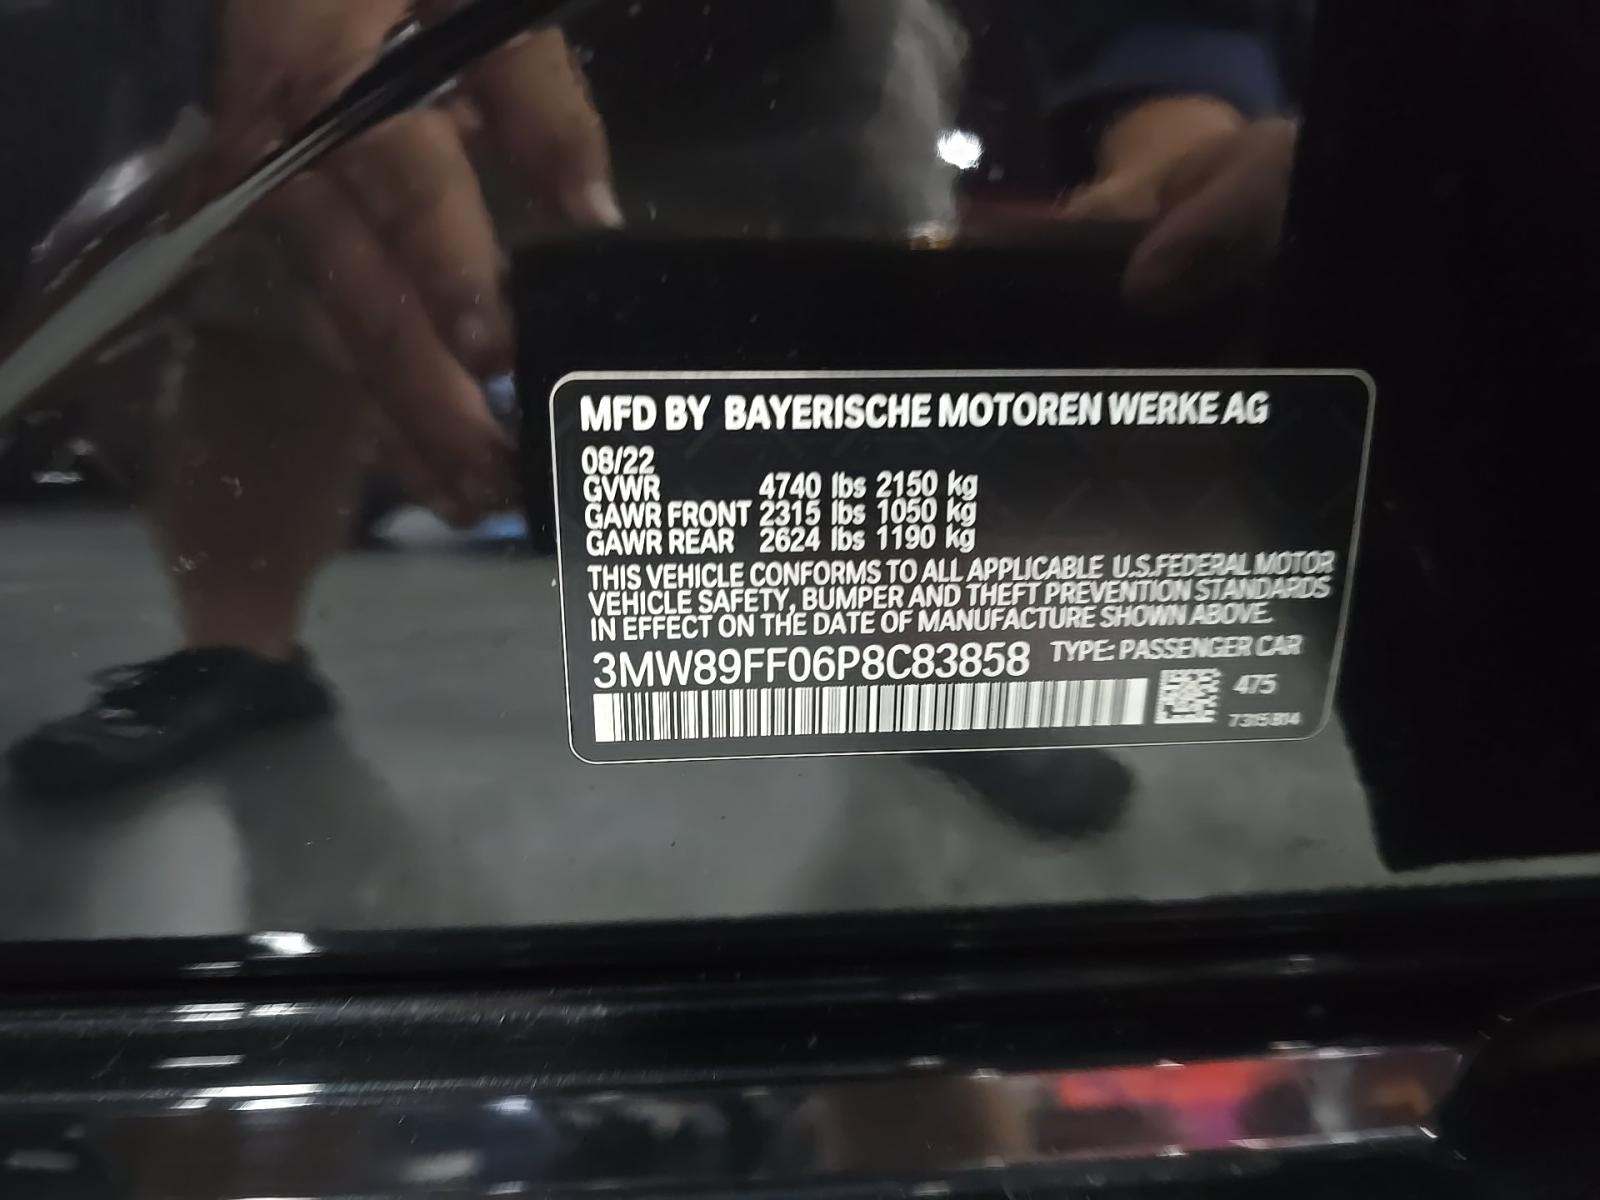 MFD BY BAYERISCHE MOTOREN WERKE AG
08/22
GVWR 4740 lbs 2150 kg
GAWR FRONT 2315 lbs 1050 kg
GAWR REAR 2624 lbs 1190 kg
THIS VEHICLE CONFORMS TO ALL APPLICABLE U.S.FEDERAL MOTOR
VEHICLE SAFETY, BUMPER AND THEFT PREVENTION STANDARDS
IN EFFECT ON THE DATE OF MANUFACTURE SHOWN ABOVE.
3MW89FF06P8C83858 TYPE: PASSENGER CAR
475
7315814